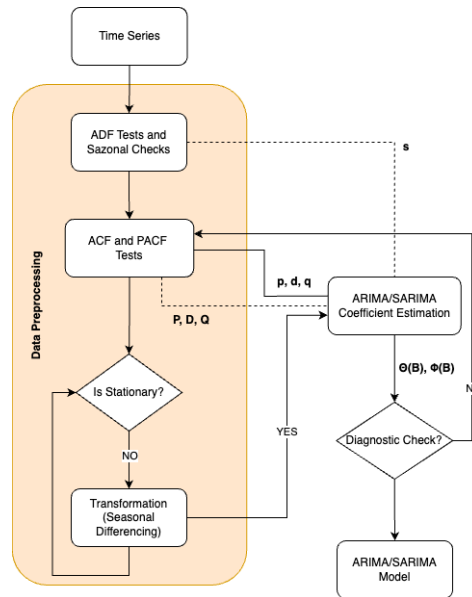 Time Series
ADF Tests and
Sazonal Checks
s
ACF and PACF
Tests
p, d, q
P, D, Q
Data Preprocessing
ARIMA/SARIMA
Coefficient Estimation
Θ(B), Φ(B)
Is Stationary?
N
YES
Diagnostic Check?
NO
Transformation
(Seasonal
Differencing)
ARIMA/SARIMA
Model